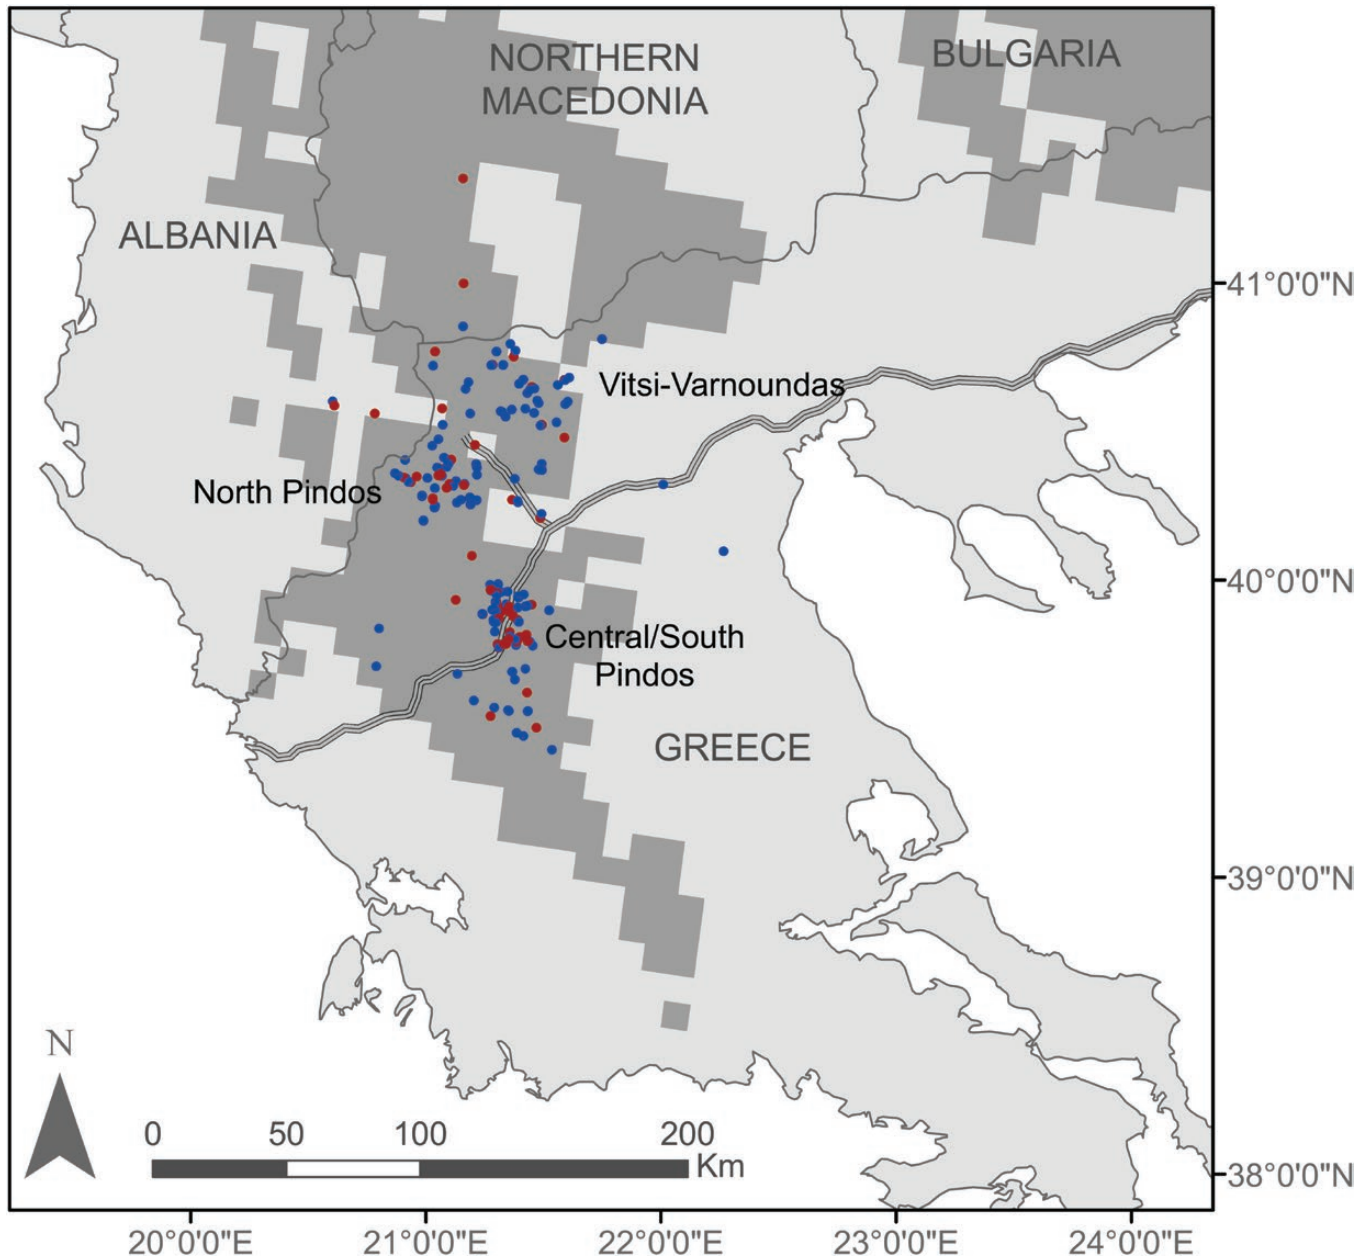 NORTHERN
MACEDONIA
BULGARIA
ALBANIA
41°0'0"N
Vitsi-Varnoundas
North Pindos
40°0'0"N
Central/South
Pindos
GREECE
39°0'0"N
N
0 50 100 200
Km
38°0'0"N
20°0'0"E 21°0'0"E 22°0'0"E 23°0'0"E 24°0'0"E